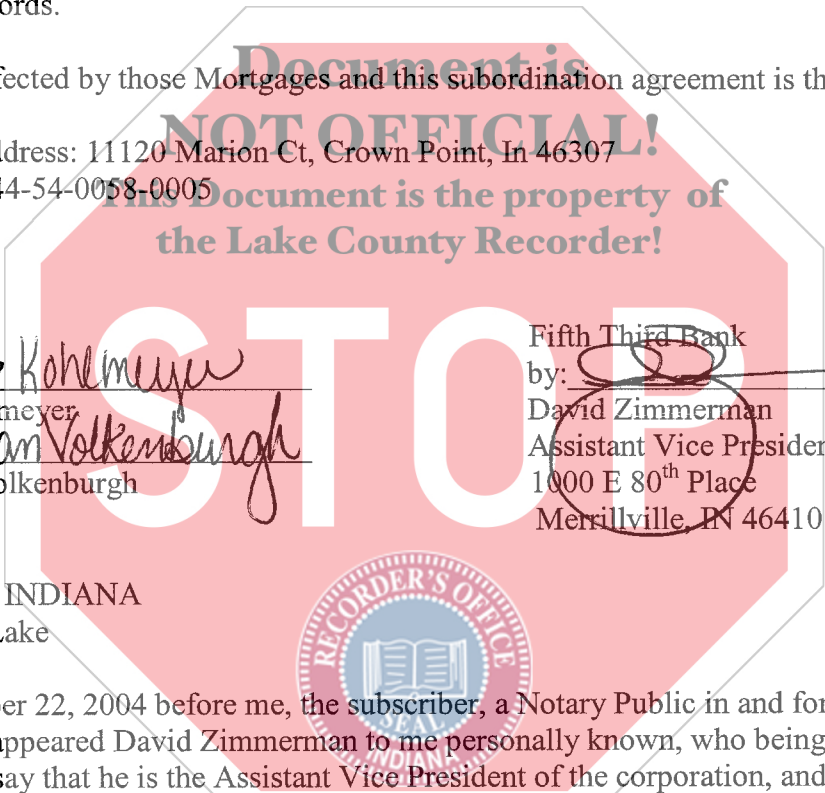 ords.
Document is
fected by those Mortgages and this subordination agreement is th
NOT OFFICIAL!
ddress: 11120 Marion Ct, Crown Point, In 46307
44-54-0058-0005
This Document is the property of
the Lake County Recorder!
STOP
Kohlmeyer
Fifth Third Bank
by:
meyer
David Zimmerman
an Volkenburgh
Assistant Vice Presiden
olkenburgh
1000 E 80th Place
Merrillville, IN 46410
INDIANA
Lake
RECORDER'S OFFICE
SEAL
INDIANA
er 22, 2004 before me, the subscriber, a Notary Public in and for
appeared David Zimmerman to me personally known, who being
say that he is the Assistant Vice President of the corporation, and